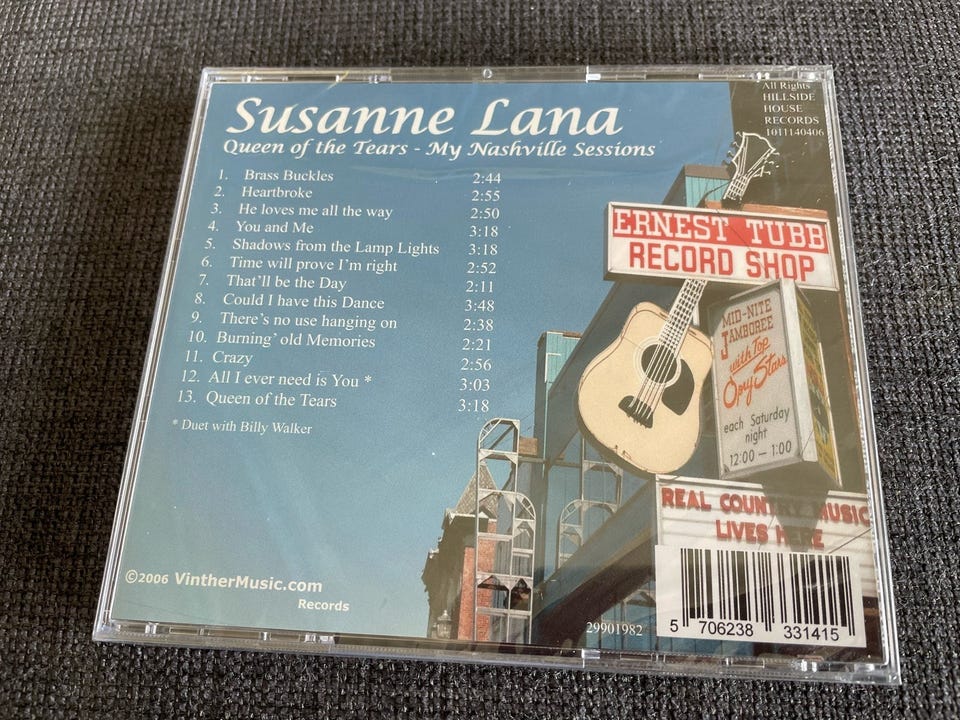 Susanne Lana
Queen of the Tears - My Nashville Sessions
1. Brass Buckles 2:44
2. Heartbroke 2:55
3. He loves me all the way 2:50
4. You and Me 3:18
5. Shadows from the Lamp Lights 3:18
6. Time will prove I'm right 2:52
7. That'll be the Day 2:11
8. Could I have this Dance 3:48
9. There's no use hanging on 2:38
10. Burning' old Memories 2:21
11. Crazy 2:56
12. All I ever need is You * 3:03
13. Queen of the Tears 3:18
* Duet with Billy Walker
©2006 VintherMusic.com
Records
All Rights
HILLSIDE
HOUSE
RECORDS
1011140406
ERNEST TUBB
RECORD SHOP
MID-NITE
JAMBOREE
with Top
Opry Stars
each Saturday
night
12:00 - 1:00
REAL COUNTRY MUSIC
LIVES HERE
29901982
5 706238 331415